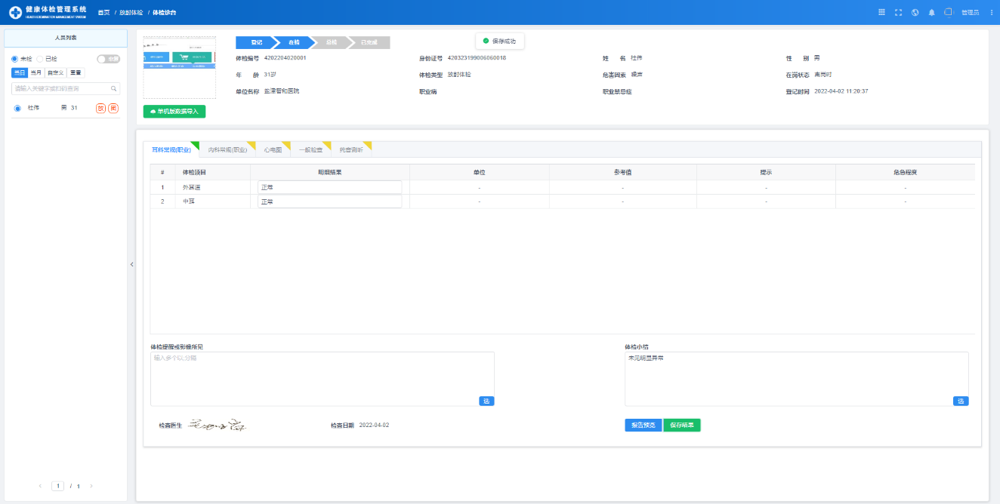 健康体检管理系统 首页 / 放射体检 / 体检诊台 管理员
HEALTH EXAMINATION MANAGEMENT SYSTEM
人员列表
未检 已检
当日 当月 自定义 重置
请输入关键字或扫码查询
杜伟 男 31 放
1 / 1
登记 在检 总检 已完成
保存成功
体检编号 4202204020001 身份证号 420323199006060018 姓 名 杜伟 性 别 男
年 龄 31岁 体检类型 放射体检 危害因素 噪声 在岗状态 离岗时
单位名称 盐津智和医院 职业病 职业禁忌症 登记时间 2022-04-02 11:20:37
单机版数据导入
耳科常规(职业) 内科常规(职业) 心电图 一般检查 纯音测听
# 体检项目 明细结果 单位 参考值 提示 危急程度
1 外耳道 正常 - - - -
2 中耳 正常 - - - -
体检提醒或影像所见 体检小结
输入多个以;分隔 未见明显异常
选 选
检查医生 检查日期 2022-04-02 报告预览 保存结果